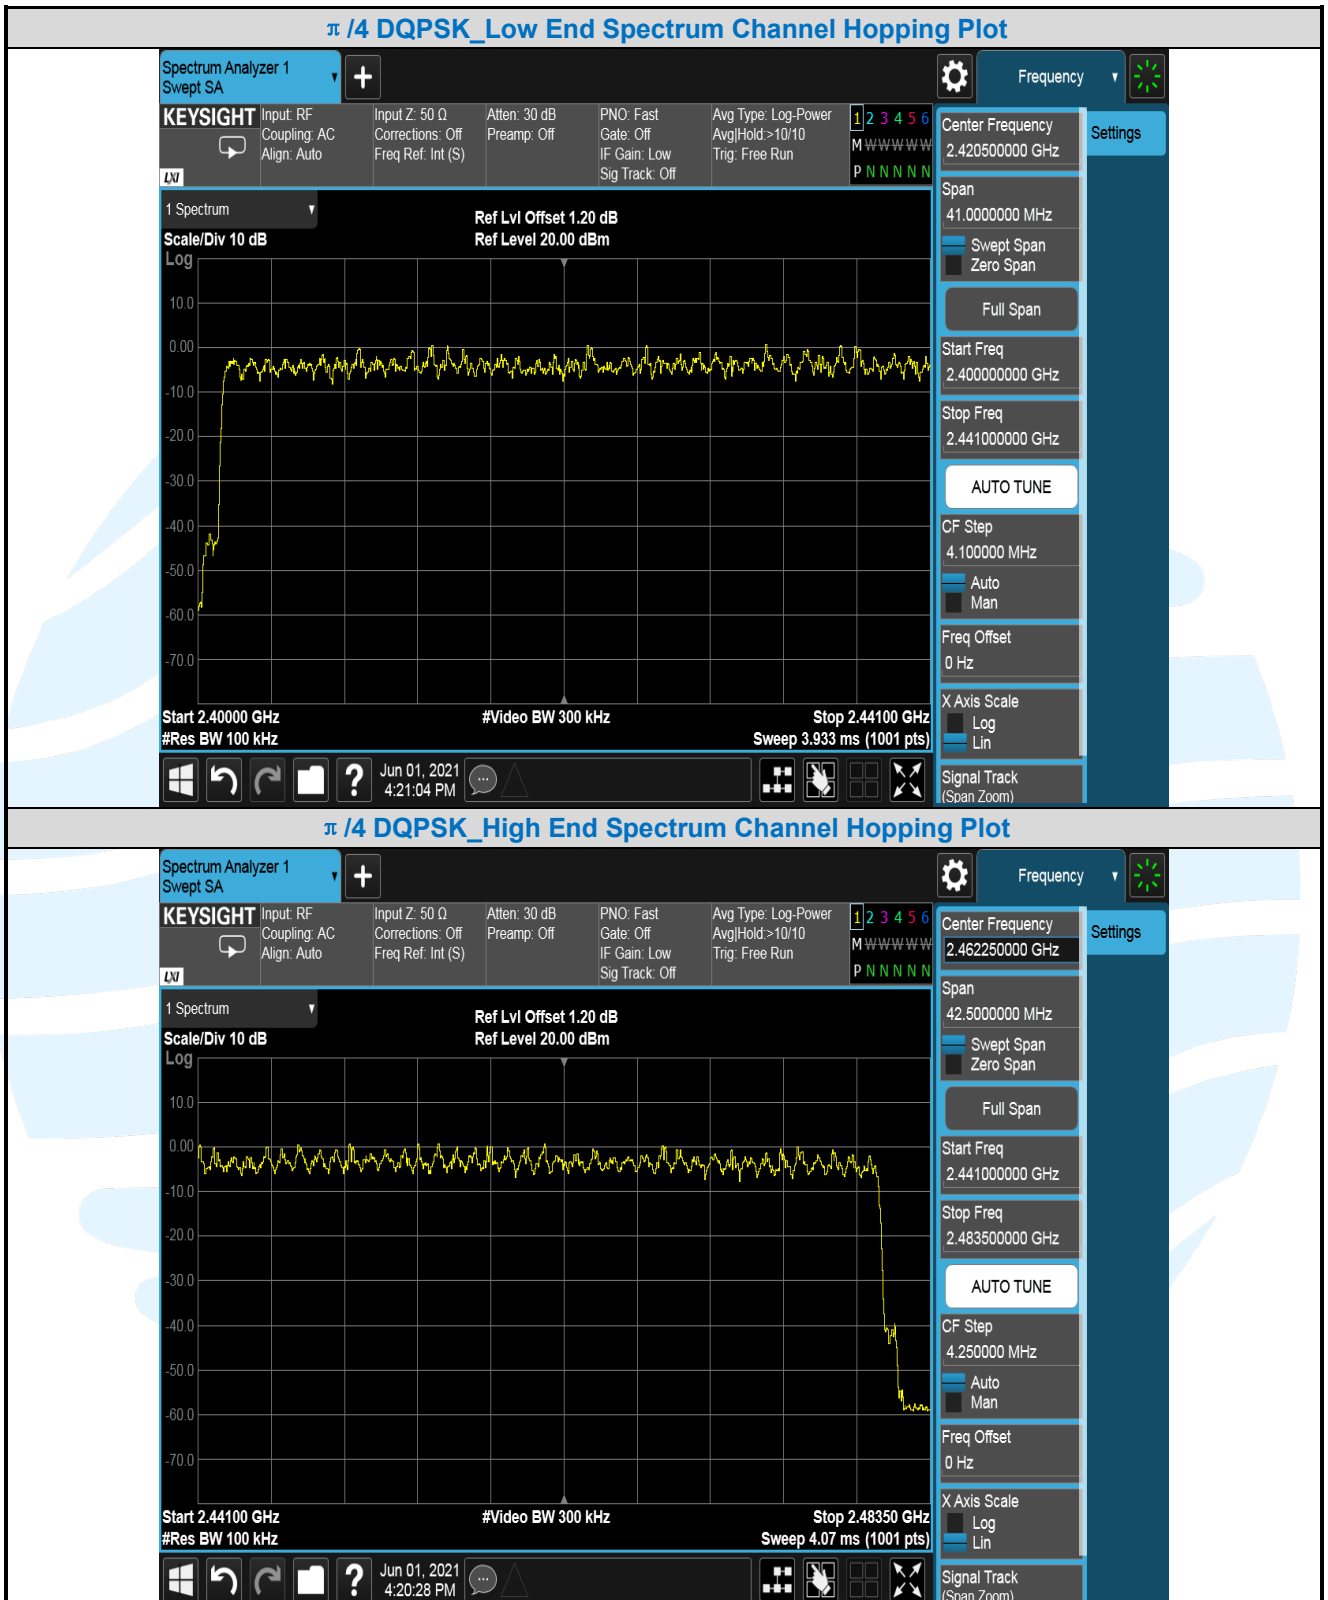 π/4 DQPSK_Low End Spectrum Channel Hopping Plot
Spectrum Analyzer 1
Swept SA
Frequency
KEYSIGHT
Input: RF
Coupling: AC
Align: Auto
Input Z: 50 Ω
Corrections: Off
Freq Ref: Int (S)
Atten: 30 dB
Preamp: Off
PNO: Fast
Gate: Off
IF Gain: Low
Sig Track: Off
Avg Type: Log-Power
Avg|Hold:>10/10
Trig: Free Run
1 2 3 4 5 6
M W W W W W
P N N N N N
LXI
1 Spectrum
Scale/Div 10 dB
Ref Lvl Offset 1.20 dB
Ref Level 20.00 dBm
Log
10.0
0.00
-10.0
-20.0
-30.0
-40.0
-50.0
-60.0
-70.0
Start 2.40000 GHz
#Video BW 300 kHz
Stop 2.44100 GHz
#Res BW 100 kHz
Sweep 3.933 ms (1001 pts)
Center Frequency
2.420500000 GHz
Settings
Span
41.0000000 MHz
Swept Span
Zero Span
Full Span
Start Freq
2.400000000 GHz
Stop Freq
2.441000000 GHz
AUTO TUNE
CF Step
4.100000 MHz
Auto
Man
Freq Offset
0 Hz
X Axis Scale
Log
Lin
Signal Track
(Span Zoom)
?
Jun 01, 2021
4:21:04 PM
π/4 DQPSK_High End Spectrum Channel Hopping Plot
Spectrum Analyzer 1
Swept SA
Frequency
KEYSIGHT
Input: RF
Coupling: AC
Align: Auto
Input Z: 50 Ω
Corrections: Off
Freq Ref: Int (S)
Atten: 30 dB
Preamp: Off
PNO: Fast
Gate: Off
IF Gain: Low
Sig Track: Off
Avg Type: Log-Power
Avg|Hold:>10/10
Trig: Free Run
1 2 3 4 5 6
M W W W W W
P N N N N N
LXI
1 Spectrum
Scale/Div 10 dB
Ref Lvl Offset 1.20 dB
Ref Level 20.00 dBm
Log
10.0
0.00
-10.0
-20.0
-30.0
-40.0
-50.0
-60.0
-70.0
Start 2.44100 GHz
#Video BW 300 kHz
Stop 2.48350 GHz
#Res BW 100 kHz
Sweep 4.07 ms (1001 pts)
Center Frequency
2.462250000 GHz
Settings
Span
42.5000000 MHz
Swept Span
Zero Span
Full Span
Start Freq
2.441000000 GHz
Stop Freq
2.483500000 GHz
AUTO TUNE
CF Step
4.250000 MHz
Auto
Man
Freq Offset
0 Hz
X Axis Scale
Log
Lin
Signal Track
(Span Zoom)
?
Jun 01, 2021
4:20:28 PM